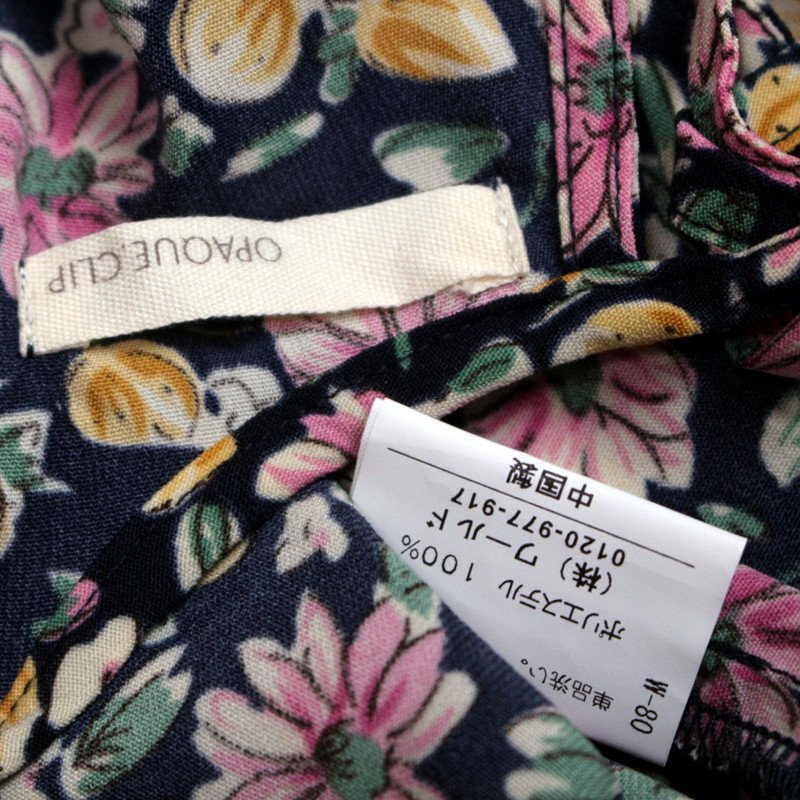 OPAQUE.CLIP
W-80
単品洗い。
ポリエステル 100%
(株) ワールド
0120-977-917
中国製